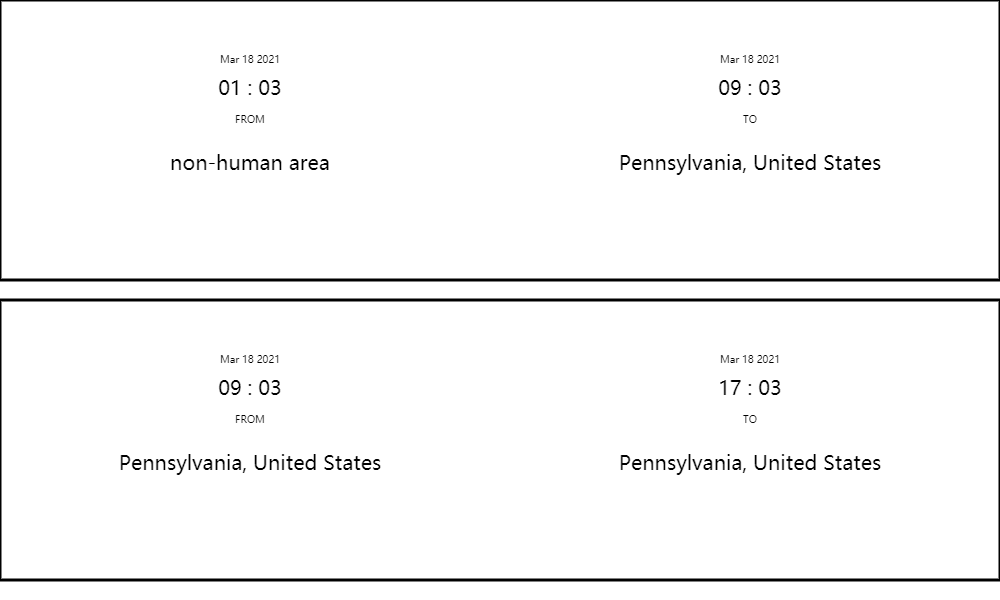 Mar 18 2021
01 : 03
FROM
non-human area
Mar 18 2021
09 : 03
TO
Pennsylvania, United States
Mar 18 2021
09 : 03
FROM
Pennsylvania, United States
Mar 18 2021
17 : 03
TO
Pennsylvania, United States